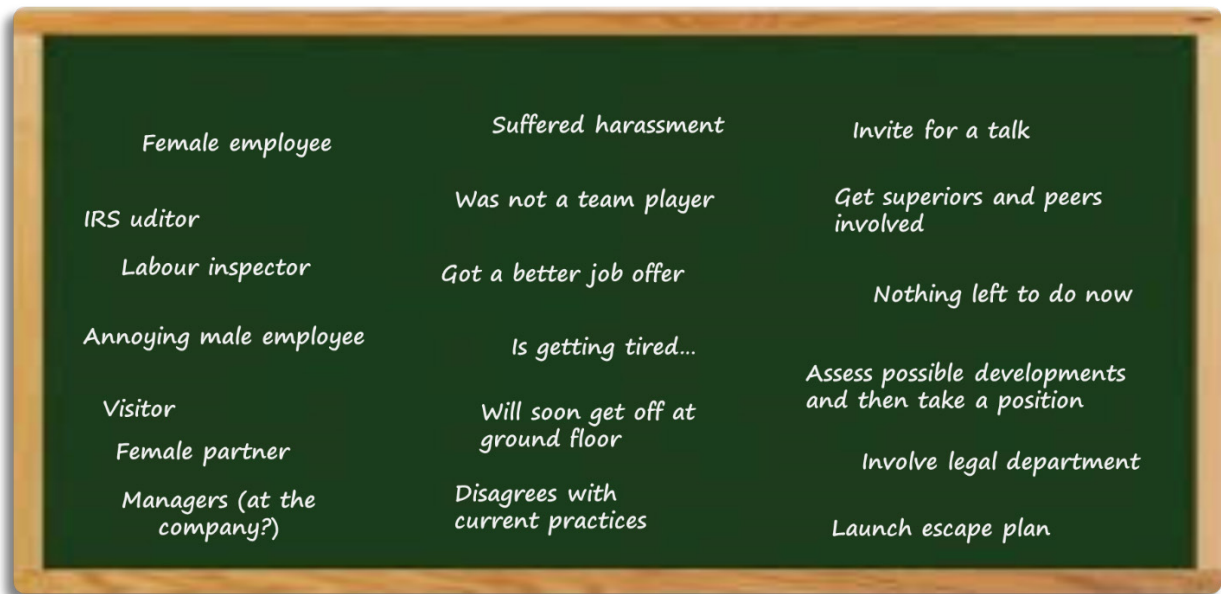 Female employee
IRS uditor
Labour inspector
Annoying male employee
Visitor
Female partner
Managers (at the
company?)
Suffered harassment
Was not a team player
Got a better job offer
Is getting tired...
Will soon get off at
ground floor
Disagrees with
current practices
Invite for a talk
Get superiors and peers
involved
Nothing left to do now
Assess possible developments
and then take a position
Involve legal department
Launch escape plan